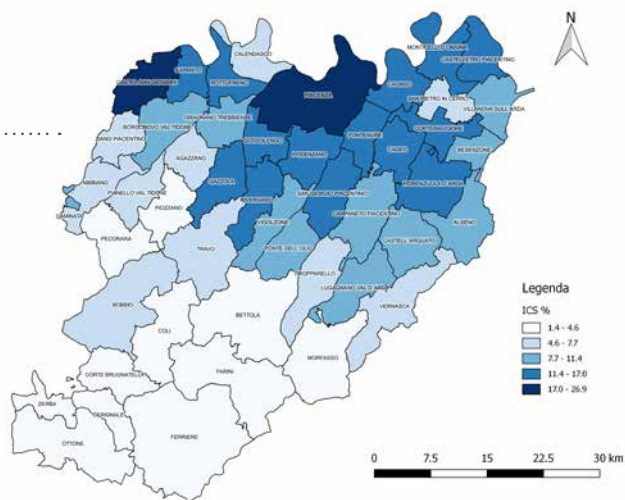 N
MONTICELLI D'ONGINA
CALENDASCO
CASTELVETRO PIACENTINO
SARMATO
ROTTOFRENO
PIACENZA
CAORSO
SAN PIETRO IN CERRO
VILLANOVA SULL'ARDA
BORGONOVO VAL TIDONE
GRAGNANO TREBBIENSE
PONTENURE
CORTEMAGGIORE
GOSSOLENGO
PODENZANO
CADEO
BESENZONE
AGAZZANO
GAZZOLA
FIORENZUOLA D'ARDA
NIBBIANO
PIANELLO VAL TIDONE
RIVERGARO
SAN GIORGIO PIACENTINO
CAMINATA
PIOZZANO
VIGOLZONE
CARPANETO PIACENTINO
ALSENO
PECORARA
TRAVO
PONTE DELL'OLIO
CASTELL'ARQUATO
GROPPARELLO
LUGAGNANO VAL D'ARDA
VERNASCA
BOBBIO
BETTOLA
COLI
MORFASSO
CORTE BRUGNATELLA
FARINI
ZERBA
CERIGNALE
OTTONE
FERRIERE
Legenda
ICS %
1.4 - 4.6
4.6 - 7.7
7.7 - 11.4
11.4 - 17.0
17.0 - 26.9
0 7.5 15 22.5 30 km